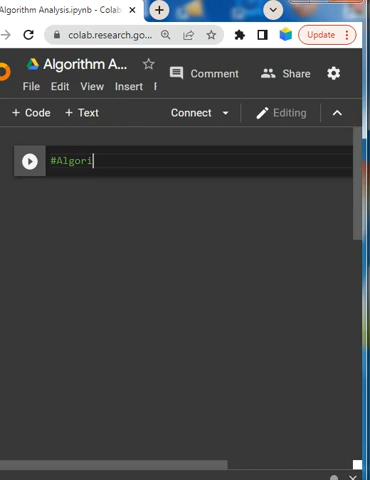 Algorithm Analysis.ipynb - Colab
colab.research.go...
Update
Algorithm A...
Comment
Share
File Edit View Insert
+ Code + Text Connect Editing
#Algori